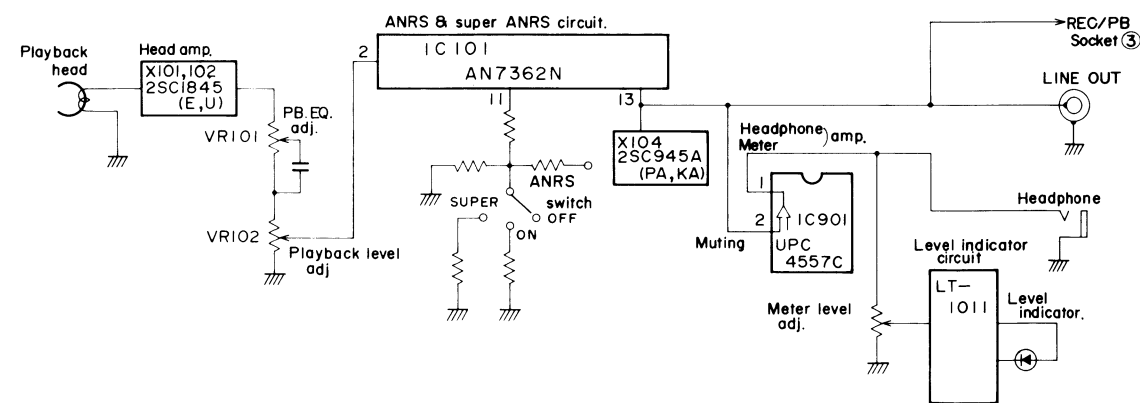 ANRS & super ANRS circuit.
REC/PB
Socket ③
Playback
head
Head amp.
X101,102
2SC1845
(E,U)
2
IC101
AN7362N
11
13
LINE OUT
VR101
PB.EQ.
adj.
X104
2SC945A
(PA,KA)
Headphone
Meter
) amp.
ANRS
switch
SUPER
OFF
ON
1
2
IC901
UPC
4557C
Muting
Headphone
VR102
Playback level
adj
Level indicator
circuit
LT-
1011
Level
indicator.
Meter level
adj.